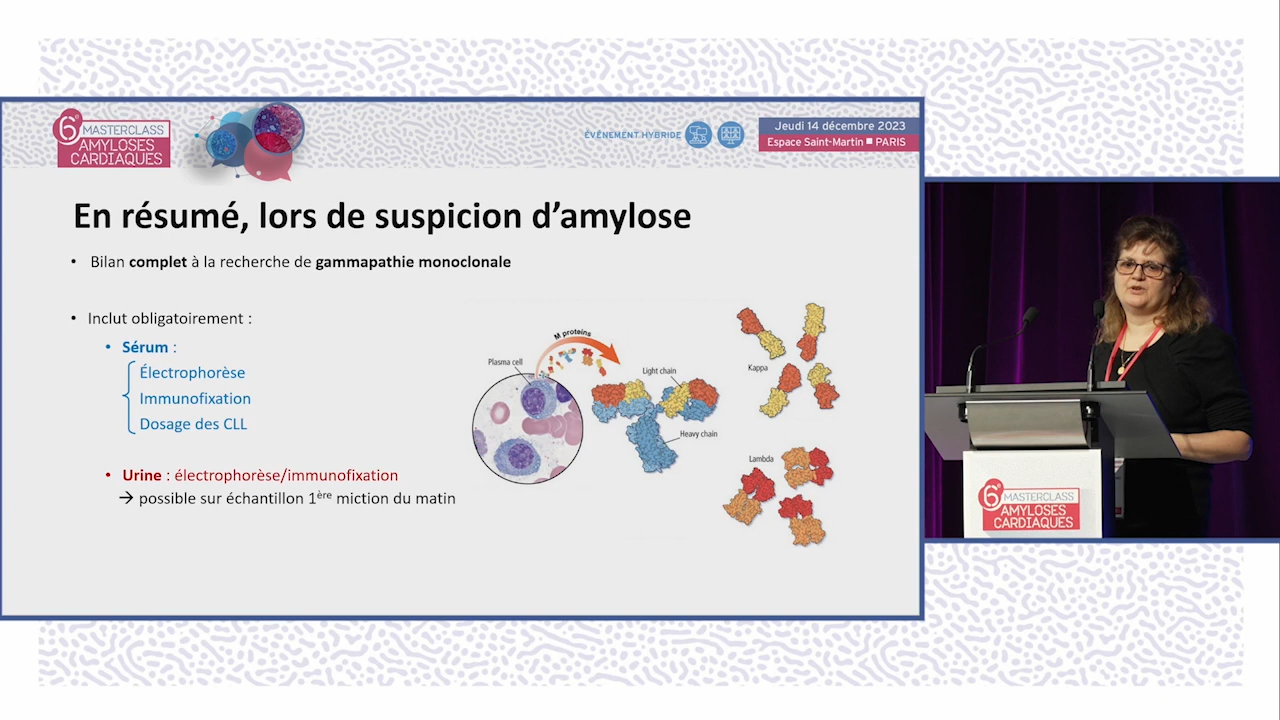 6e MASTERCLASS
AMYLOSES
CARDIAQUES
ÉVÉNEMENT HYBRIDE
Jeudi 14 décembre 2023
Espace Saint-Martin ■ PARIS
En résumé, lors de suspicion d’amylose
• Bilan complet à la recherche de gammapathie monoclonale
• Inclut obligatoirement :
• Sérum :
Électrophorèse
Immunofixation
Dosage des CLL
• Urine : électrophorèse/immunofixation
→ possible sur échantillon 1ère miction du matin
M proteins
Plasma cell
Light chain
Heavy chain
Kappa
Lambda
6e MASTERCLASS
AMYLOSES
CARDIAQUES